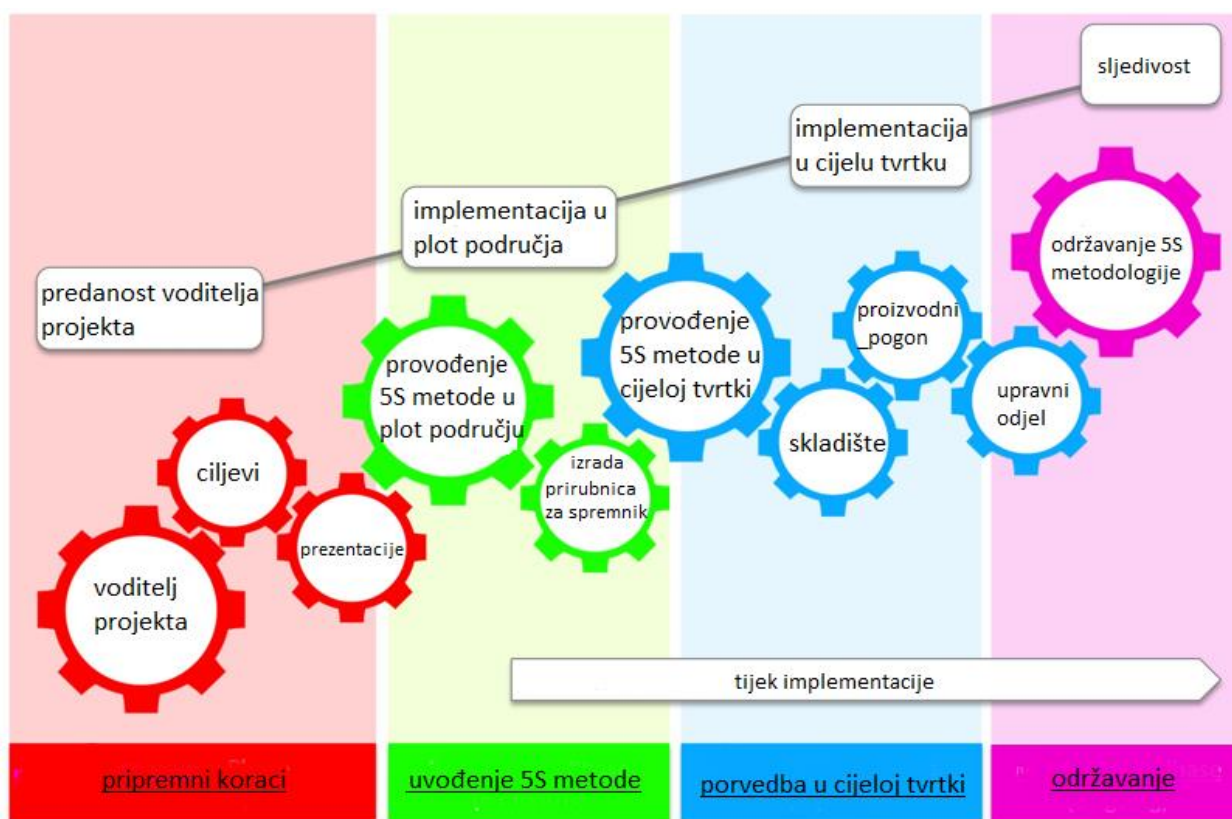 sljedivost
implementacija
u cijelu tvrtku
implementacija u
plot područja
predanost voditelja
projekta
održavanje 5S
metodologije
provođenje
5S metode u
cijeloj tvrtki
proizvodni
_pogon
provođenje
5S metode u
plot području
upravni
odjel
skladište
ciljevi
izrada
prirubnica
za spremnik
prezentacije
voditelj
projekta
tijek implementacije
pripremni koraci
uvođenje 5S metode
porvedba u cijeloj tvrtki
održavanje